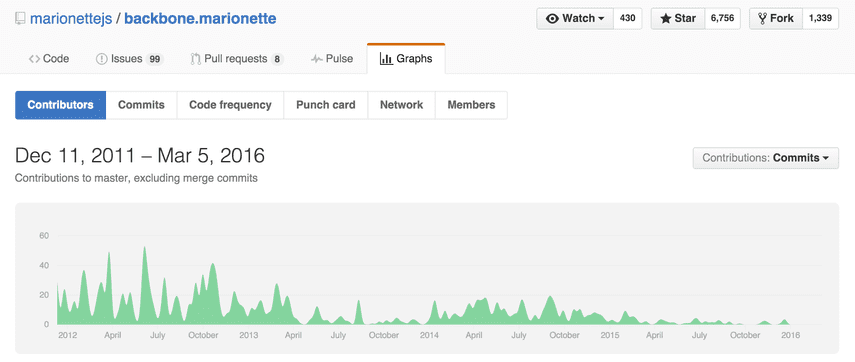 marionettejs / backbone.marionette
Watch 430 Star 6,756 Fork 1,339
Code Issues 99 Pull requests 8 Pulse Graphs
Contributors Commits Code frequency Punch card Network Members
Dec 11, 2011 – Mar 5, 2016
Contributions: Commits
Contributions to master, excluding merge commits
60
40
20
0
2012 April July October 2013 April July October 2014 April July October 2015 April July October 2016